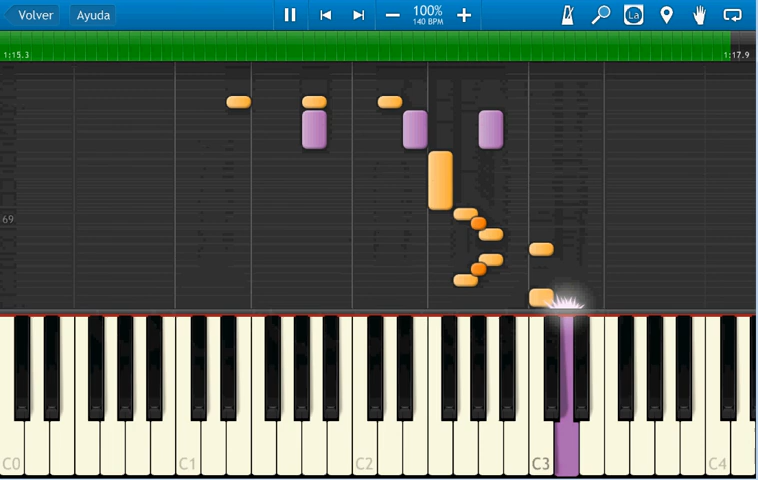 Volver
Ayuda
100%
140 BPM
La
1:15.3
1:17.9
69
C0
C1
C2
C3
C4